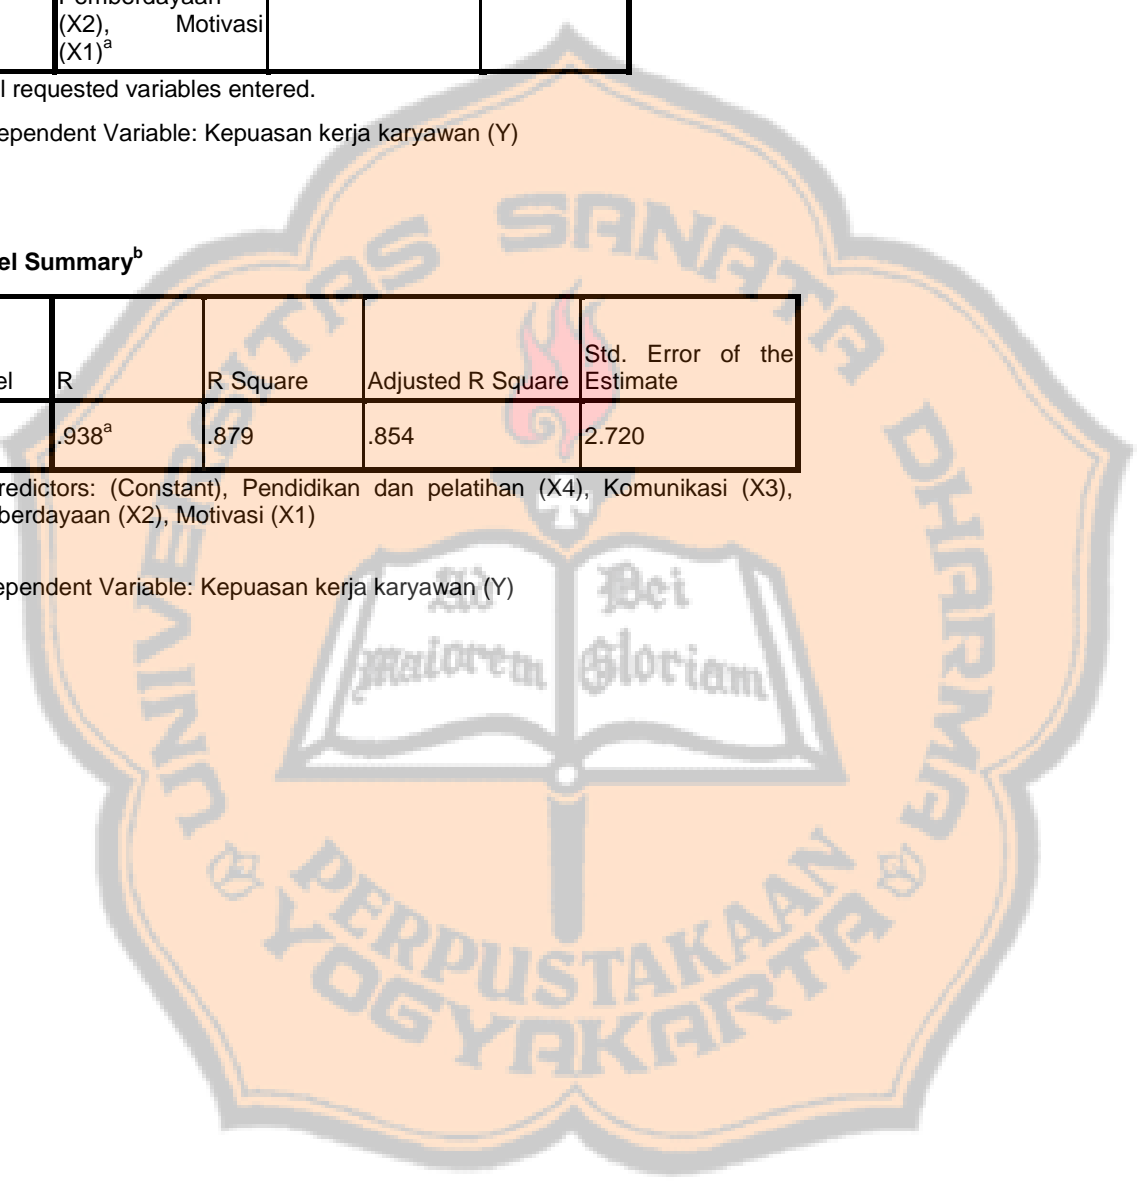 (X2), Motivasi
(X1)a
l requested variables entered.
ependent Variable: Kepuasan kerja karyawan (Y)
el Summaryb
el R R Square Adjusted R Square Std. Error of the Estimate
.938a .879 .854 2.720
redictors: (Constant), Pendidikan dan pelatihan (X4), Komunikasi (X3),
berdayaan (X2), Motivasi (X1)
ependent Variable: Kepuasan kerja karyawan (Y)
UNIVERSITAS SANATA DHARMA
Ad Dei
maiorem Gloriam
PERPUSTAKAAN
YOGYAKARTA